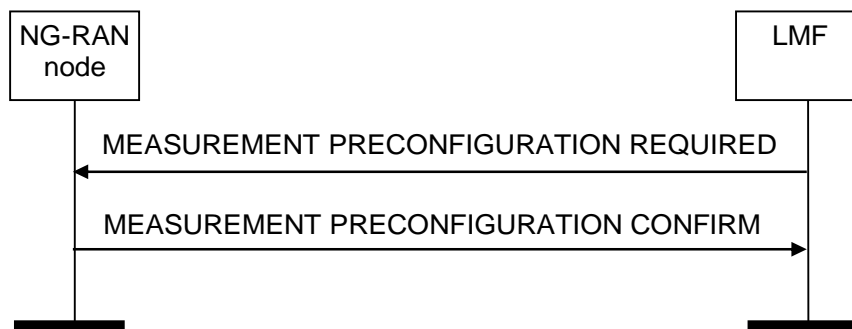 NG-RAN
node
LMF
MEASUREMENT PRECONFIGURATION REQUIRED
MEASUREMENT PRECONFIGURATION CONFIRM